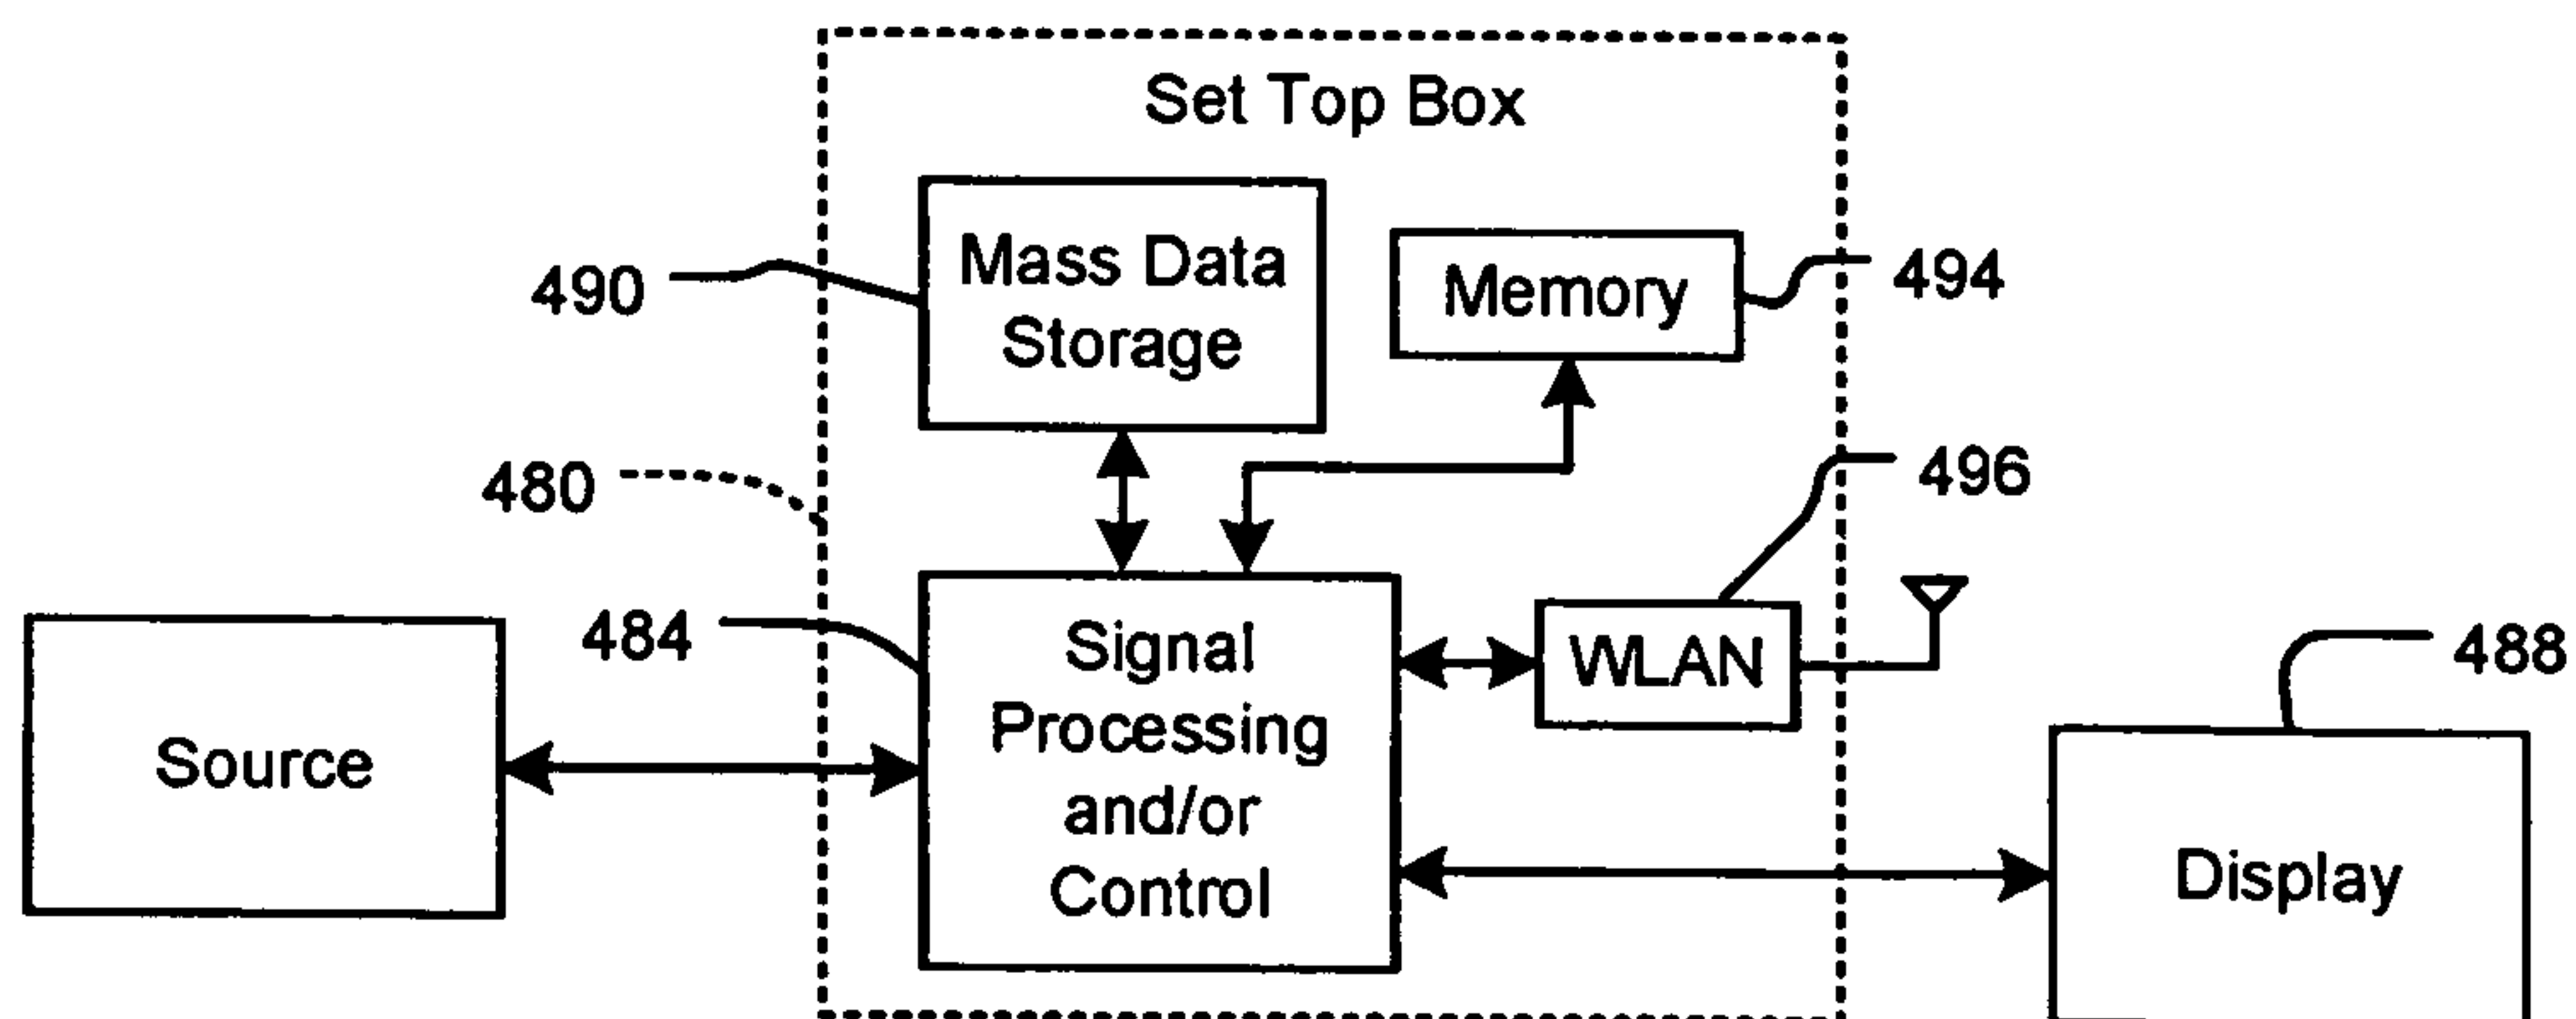 Set Top Box
Mass Data
Storage
490
Memory
494
480
496
484
Signal
Processing
and/or
Control
WLAN
488
Source
Display